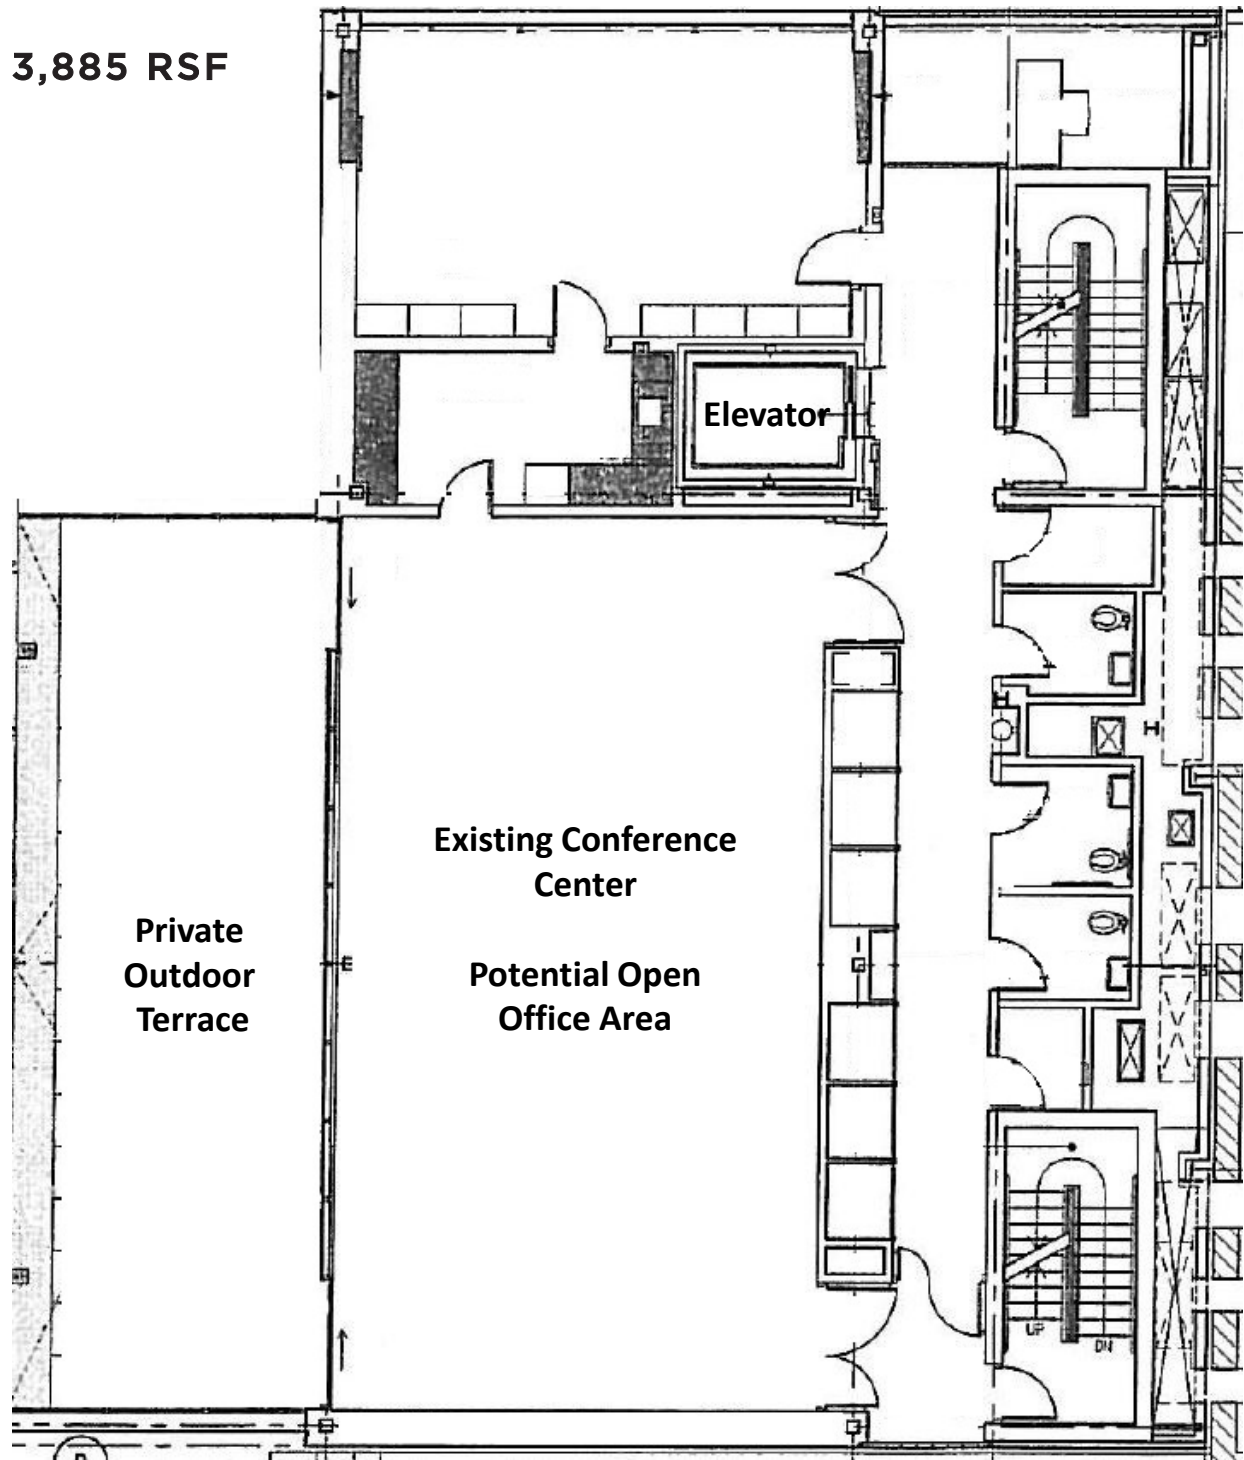 3,885 RSF
Elevator
Existing Conference
Center
Private
Outdoor
Terrace
Potential Open
Office Area
UP
DN